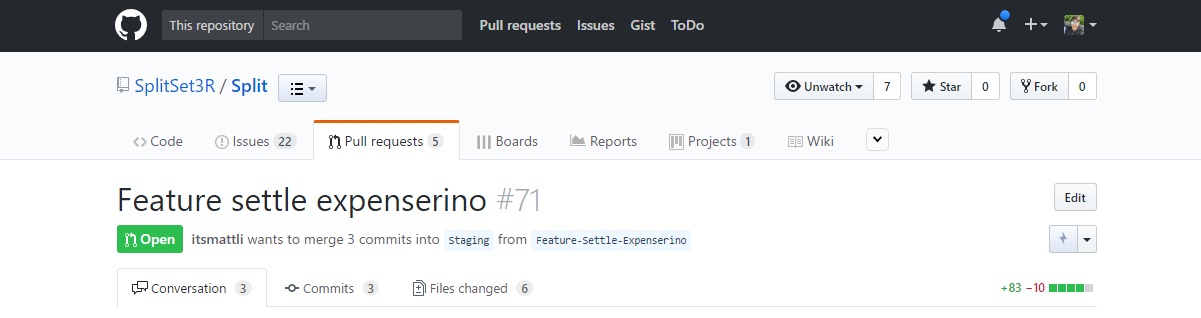 This repository Search Pull requests Issues Gist ToDo
SplitSet3R / Split Unwatch 7 Star 0 Fork 0
Code Issues 22 Pull requests 5 Boards Reports Projects 1 Wiki
Feature settle expenserino #71 Edit
Open itsmattli wants to merge 3 commits into Staging from Feature-Settle-Expenserino
Conversation 3 Commits 3 Files changed 6 +83 −10